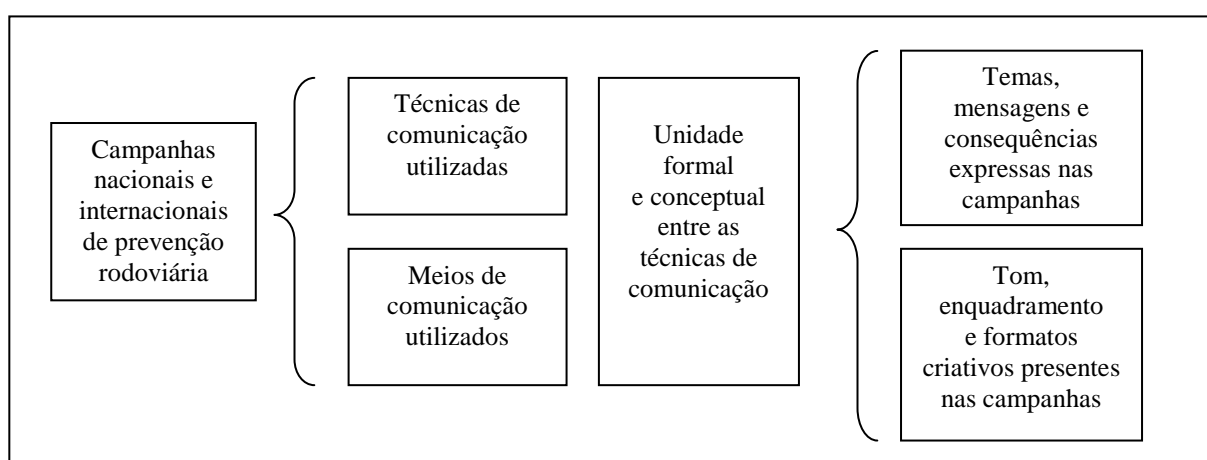 Campanhas
nacionais e
internacionais
de prevenção
rodoviária
Técnicas de
comunicação
utilizadas
Meios de
comunicação
utilizados
Unidade
formal
e conceptual
entre as
técnicas de
comunicação
Temas,
mensagens e
consequências
expressas nas
campanhas
Tom,
enquadramento
e formatos
criativos presentes
nas campanhas